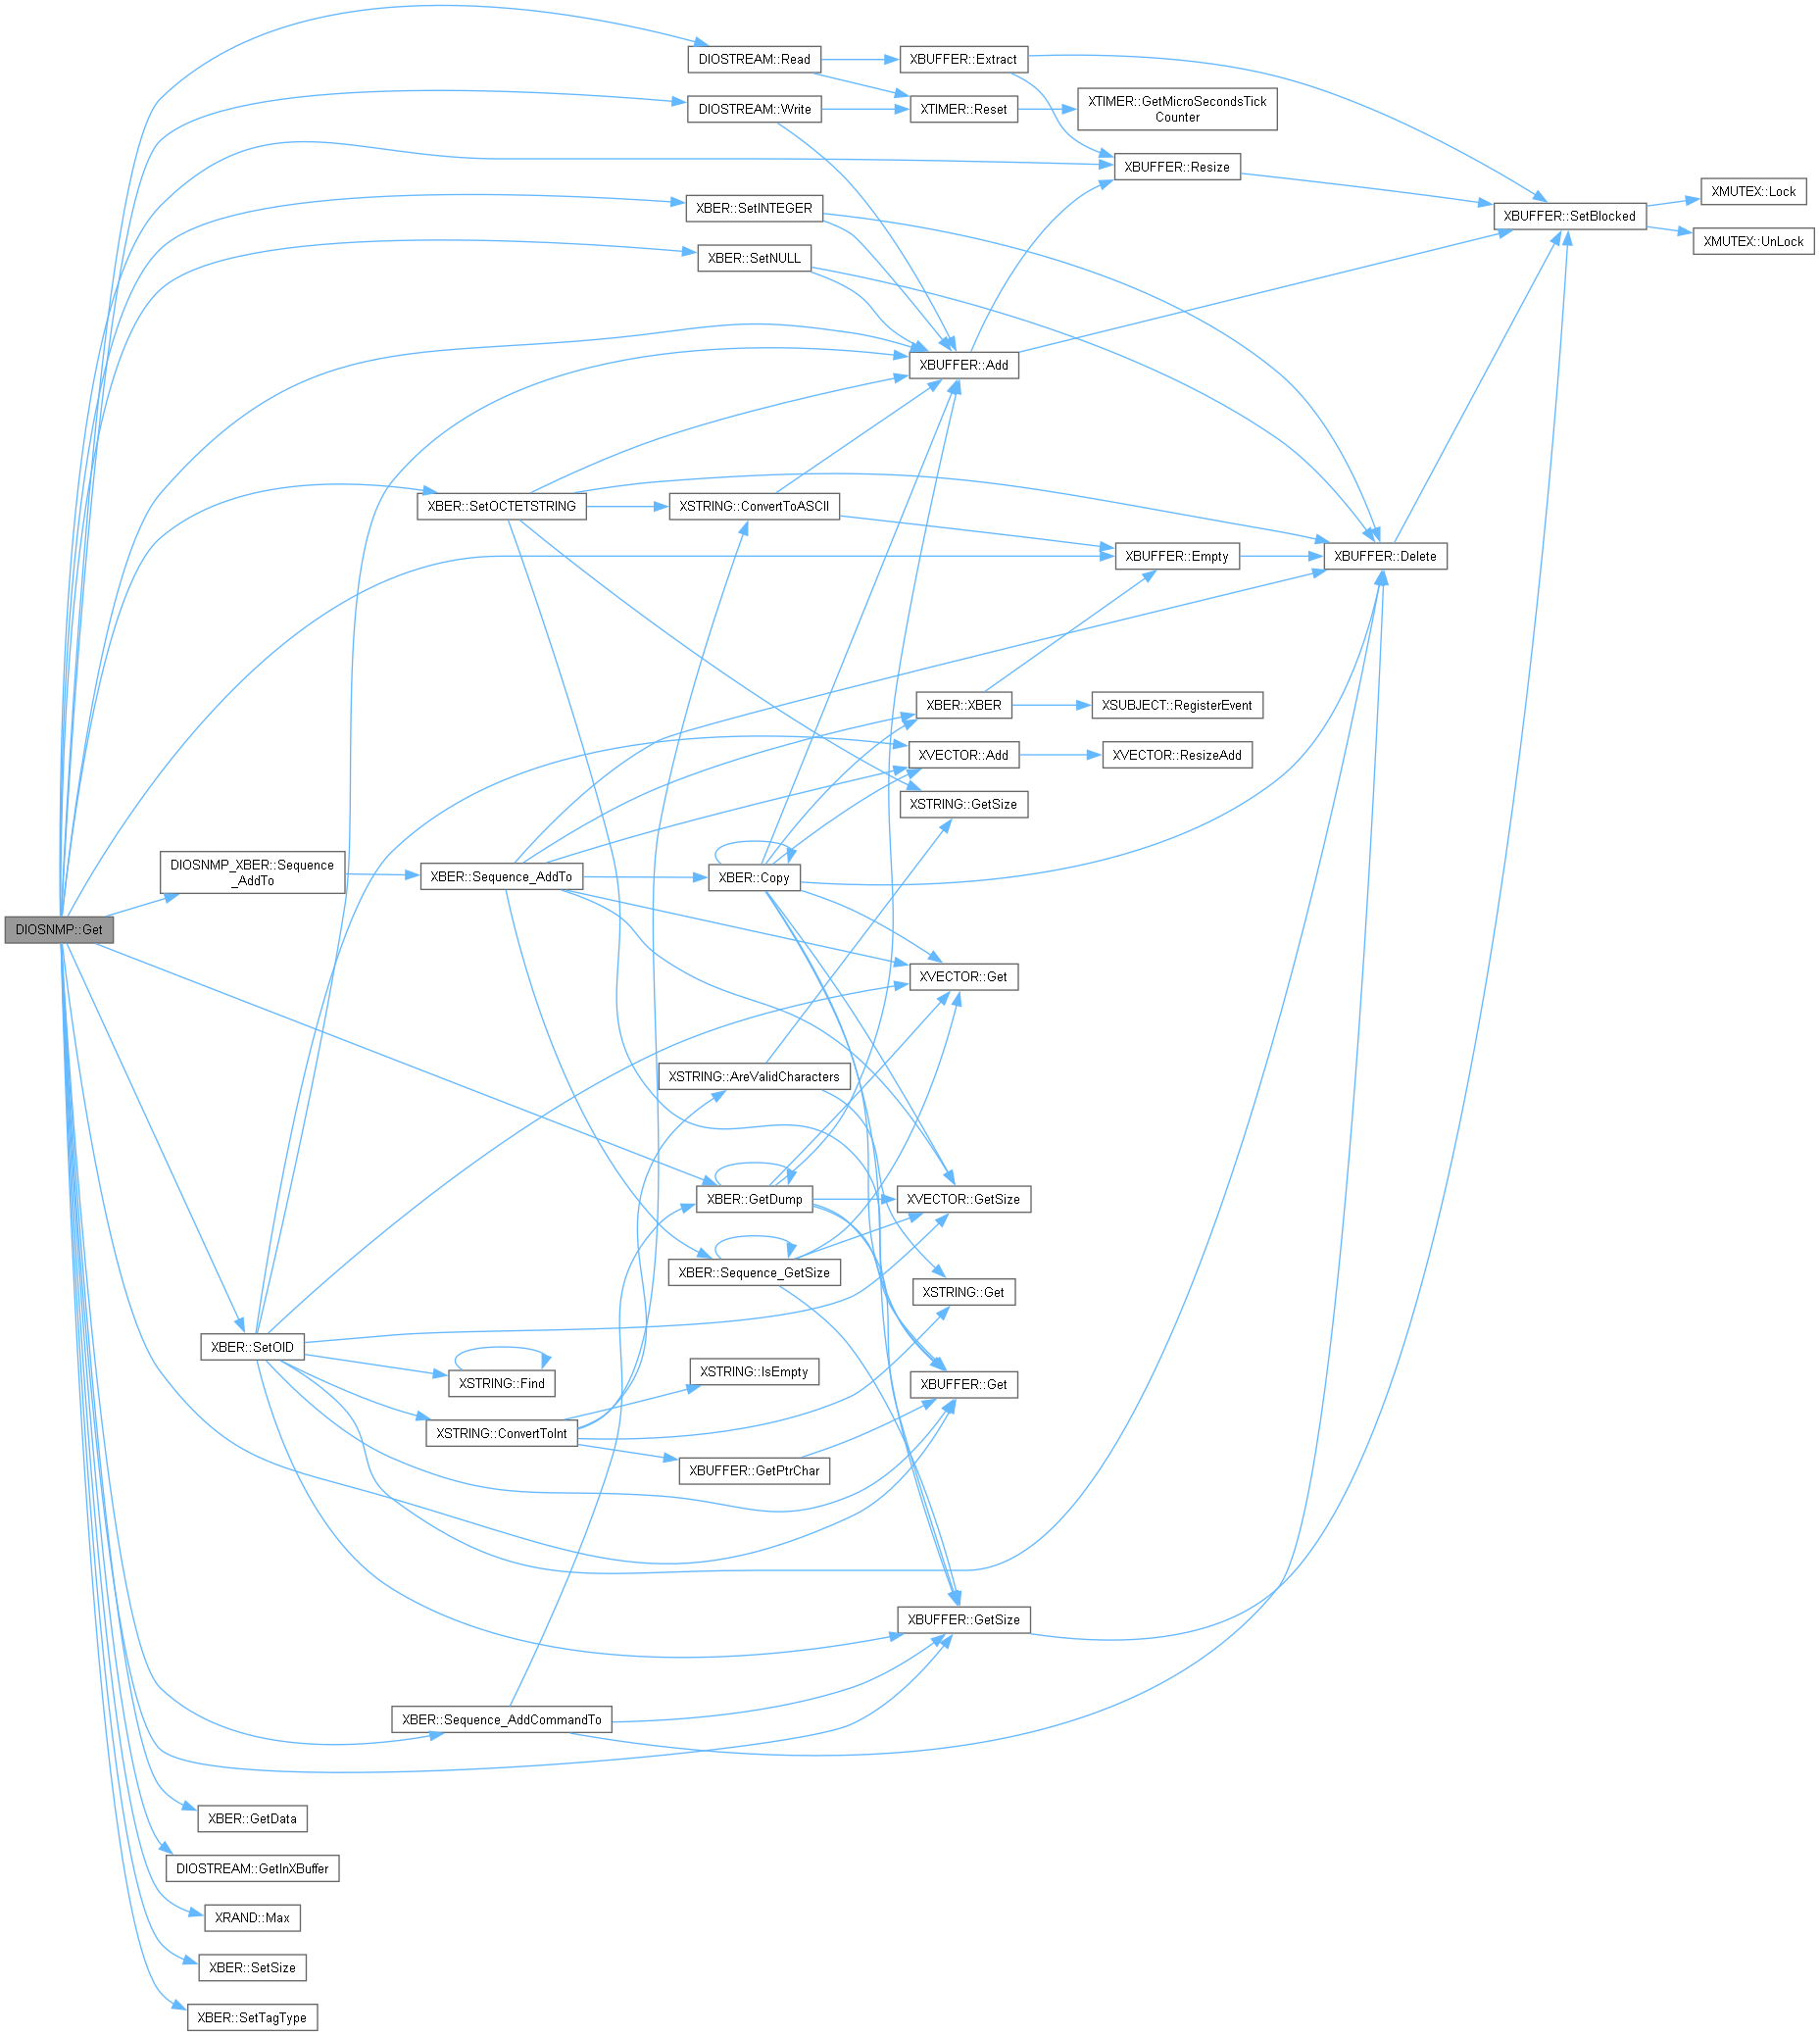 DIOSTREAM::Read
XBUFFER::Extract
DIOSTREAM::Write
XTIMER::Reset
XTIMER::GetMicroSecondsTick
Counter
XBUFFER::Resize
XMUTEX::Lock
XBER::SetINTEGER
XBUFFER::SetBlocked
XMUTEX::UnLock
XBER::SetNULL
XBUFFER::Add
XBER::SetOCTETSTRING
XSTRING::ConvertToASCII
XBUFFER::Empty
XBUFFER::Delete
XBER::XBER
XSUBJECT::RegisterEvent
XVECTOR::Add
XVECTOR::ResizeAdd
XSTRING::GetSize
DIOSNMP_XBER::Sequence
_AddTo
XBER::Sequence_AddTo
XBER::Copy
DIOSNMP::Get
XVECTOR::Get
XSTRING::AreValidCharacters
XBER::GetDump
XVECTOR::GetSize
XBER::Sequence_GetSize
XSTRING::Get
XBER::SetOID
XSTRING::Find
XSTRING::IsEmpty
XBUFFER::Get
XSTRING::ConvertToInt
XBUFFER::GetPtrChar
XBUFFER::GetSize
XBER::Sequence_AddCommandTo
XBER::GetData
DIOSTREAM::GetInXBuffer
XRAND::Max
XBER::SetSize
XBER::SetTagType